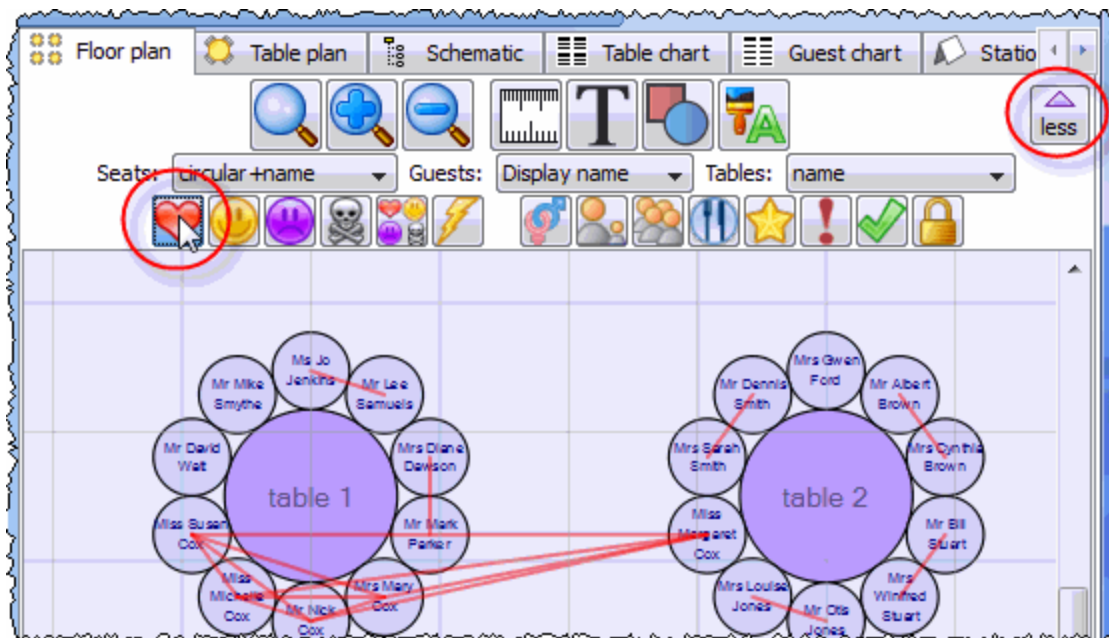 Floor plan
Table plan
Schematic
Table chart
Guest chart
Statio
T
A
less
Seats:
circular +name
Guests:
Display name
Tables:
name
Ms Jo
Jenkins
Mr Mike
Smythe
Mr Lee
Samuels
Mr David
Watt
Mrs Diane
Dawson
table 1
Miss Susan
Cox
Mr Mark
Parker
Miss
Michelle
Cox
Mr Nick
Cox
Mrs Mary
Cox
Mrs Gwen
Ford
Mr Dennis
Smith
Mr Albert
Brown
Mrs Sarah
Smith
Mrs Cynthia
Brown
table 2
Miss
Margaret
Cox
Mr Bill
Stuart
Mrs Louise
Jones
Mr Otis
Jones
Mrs
Winifred
Stuart